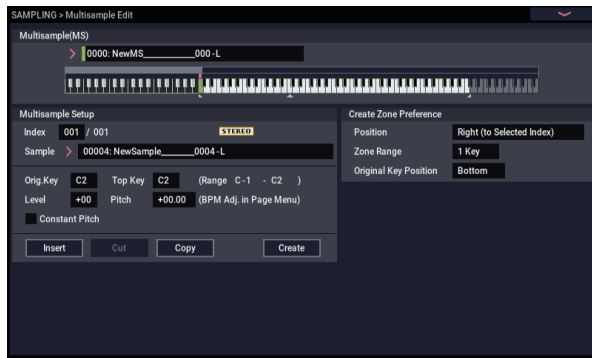 SAMPLING > Multisample Edit
Multisample(MS)
0000: NewMS_________000-L
Multisample Setup
Index 001 / 001 STEREO
Sample 00004: NewSample______0004-L
Orig.Key C2 Top Key C2 (Range C-1 - C2 )
Level +00 Pitch +00.00 (BPM Adj. in Page Menu)
Constant Pitch
Insert Cut Copy Create
Create Zone Preference
Position Right (to Selected Index)
Zone Range 1 Key
Original Key Position Bottom